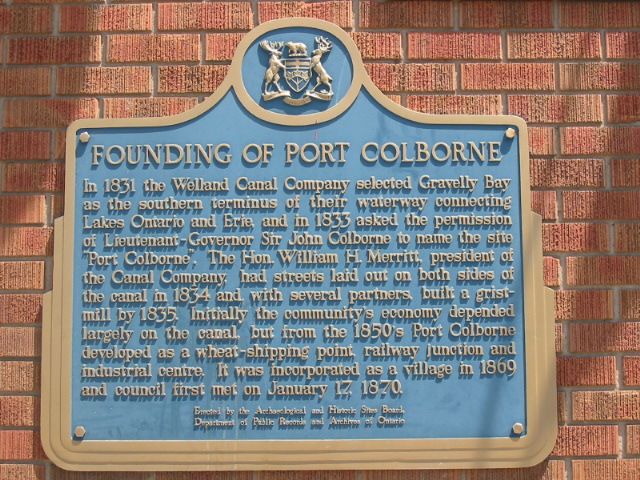 FOUNDING OF PORT COLBORNE
In 1831 the Welland Canal Company selected Gravelly Bay
as the southern terminus of their waterway connecting
Lakes Ontario and Erie, and in 1833 asked the permission
of Lieutenant-Governor Sir John Colborne to name the site
"Port Colborne". The Hon. William H. Merritt, president of
the Canal Company, had streets laid out on both sides of
the canal in 1834 and, with several partners, built a grist-
mill by 1835. Initially the community's economy depended
largely on the canal, but from the 1850's Port Colborne
developed as a wheat-shipping point, railway junction and
industrial centre. It was incorporated as a village in 1869
and council first met on January 17, 1870.
Erected by the Archaeological and Historic Sites Board,
Department of Public Records and Archives of Ontario